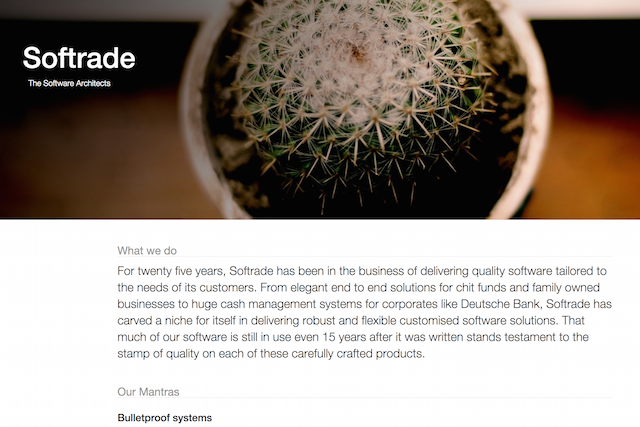 Softrade
The Software Architects
What we do
For twenty five years, Softrade has been in the business of delivering quality software tailored to
the needs of its customers. From elegant end to end solutions for chit funds and family owned
businesses to huge cash management systems for corporates like Deutsche Bank, Softrade has
carved a niche for itself in delivering robust and flexible customised software solutions. That
much of our software is still in use even 15 years after it was written stands testament to the
stamp of quality on each of these carefully crafted products.
Our Mantras
Bulletproof systems